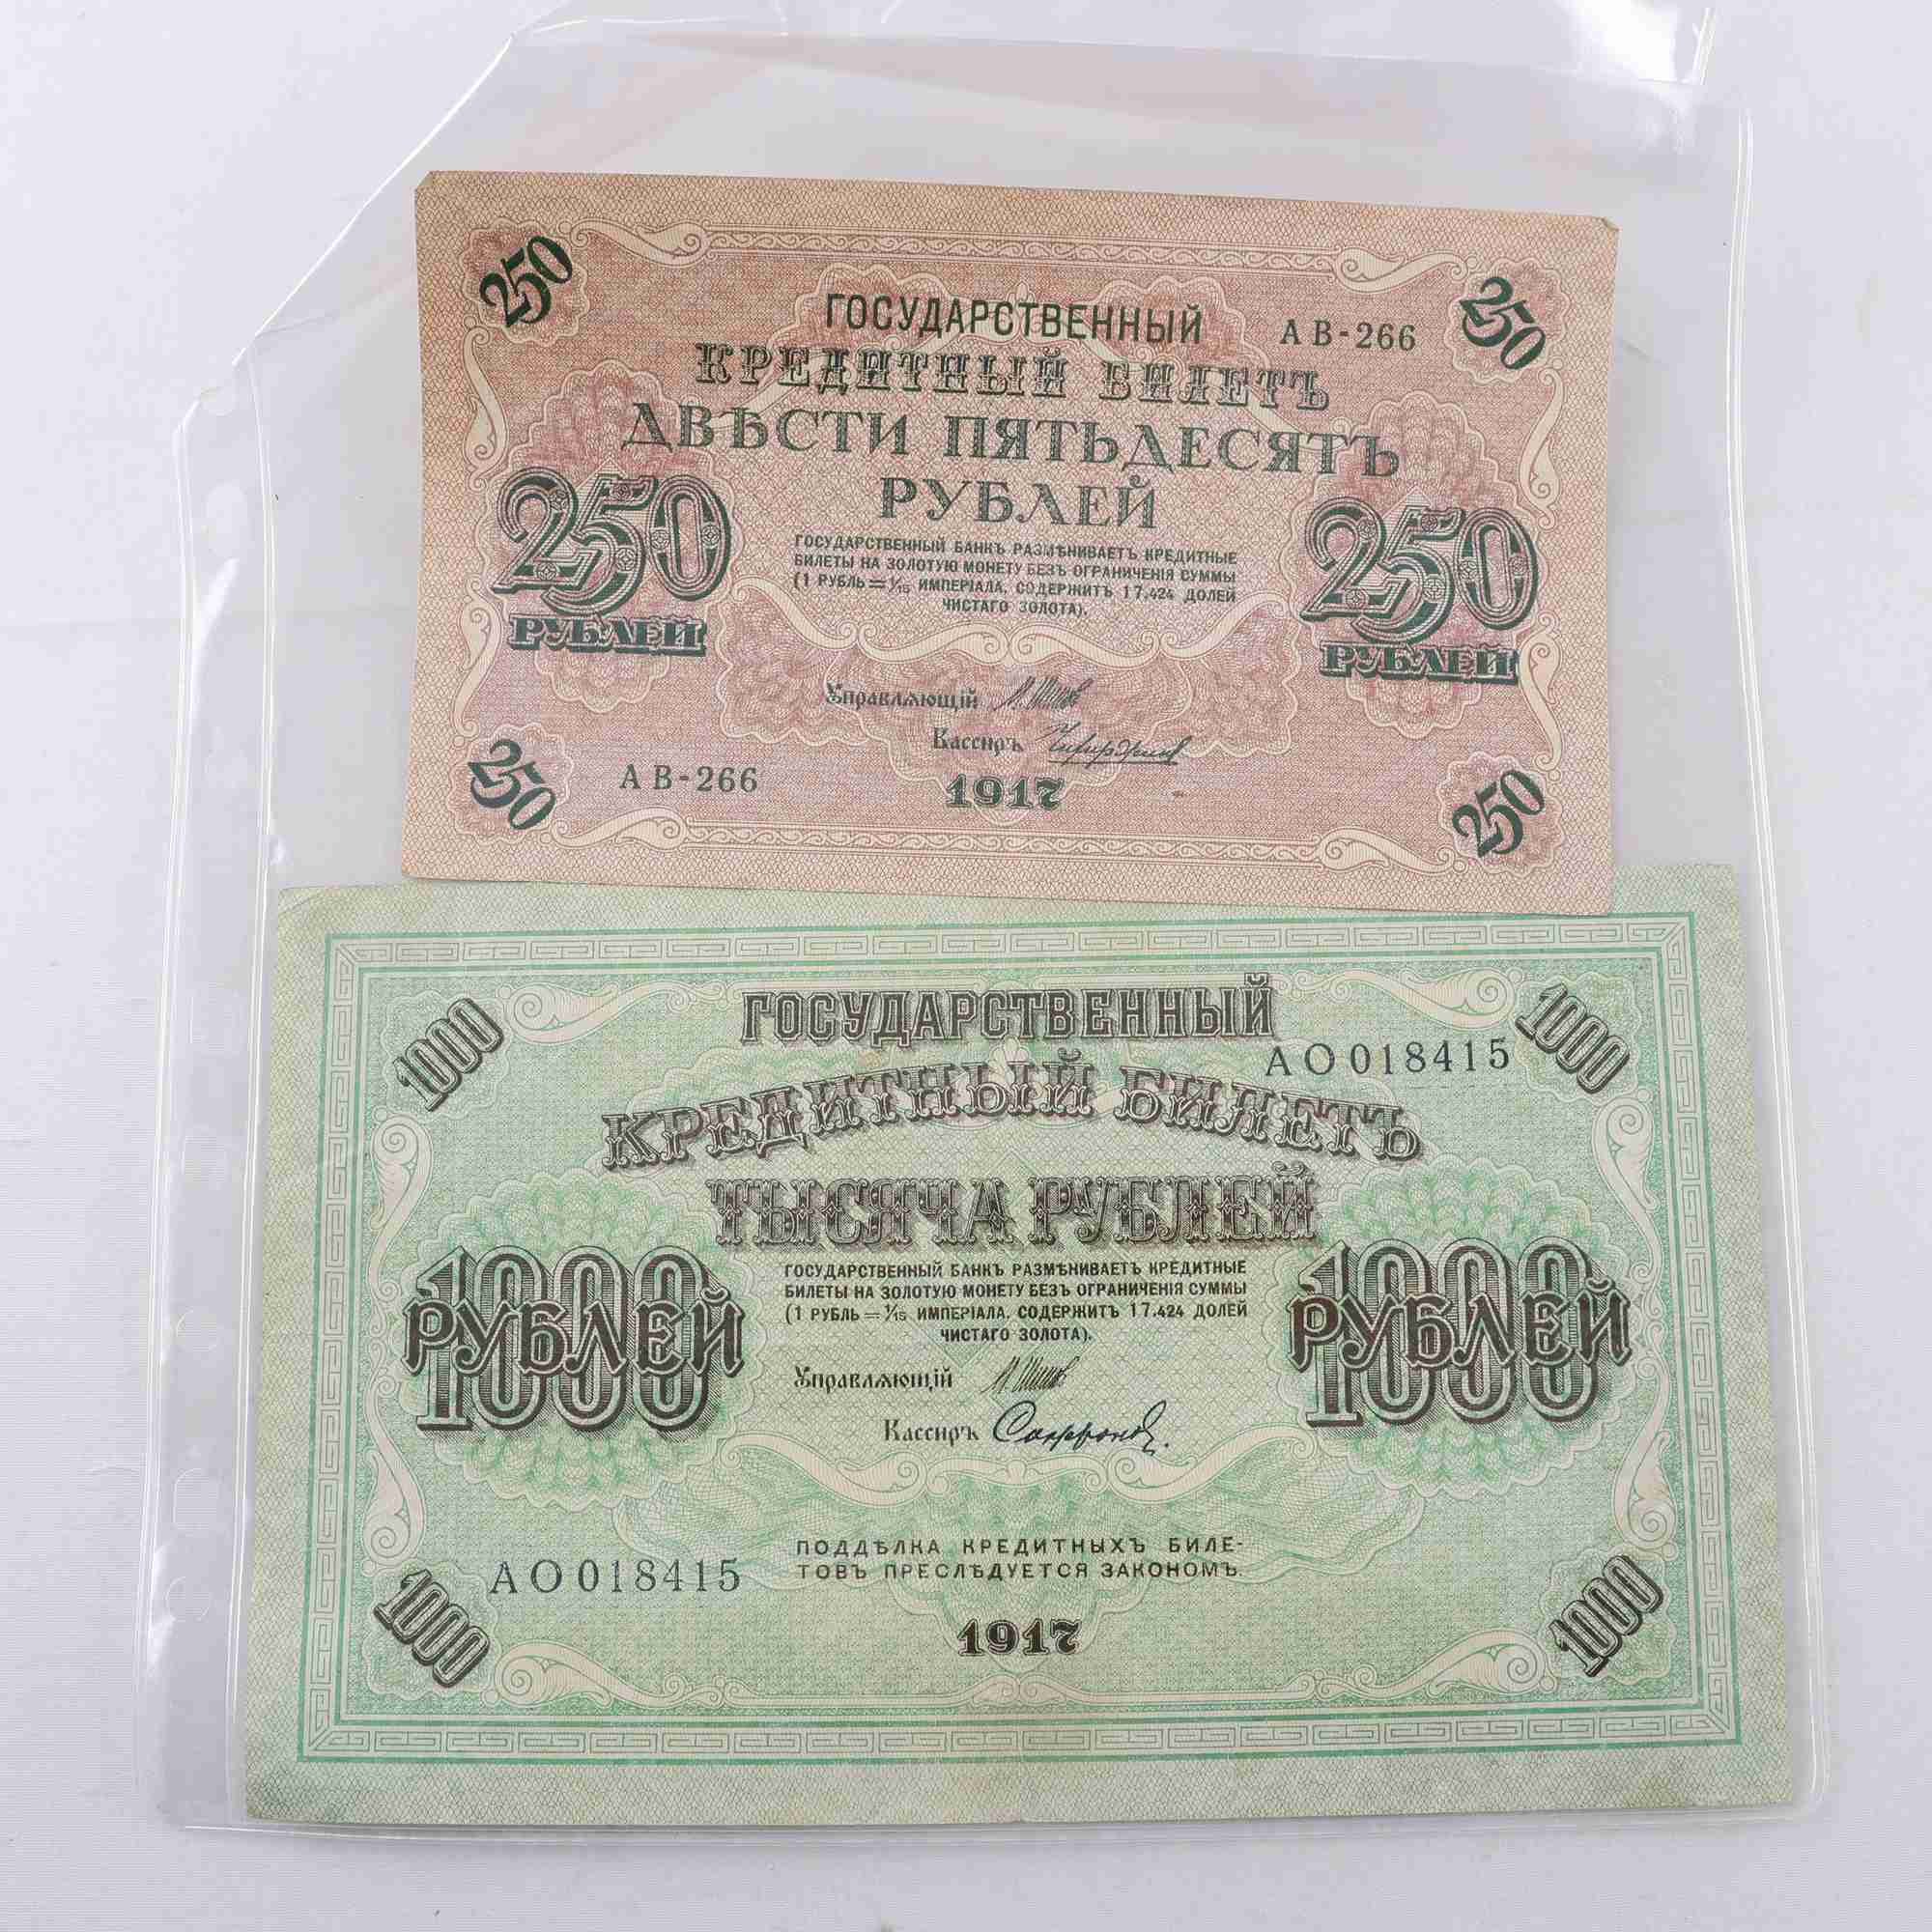 250
250
ГОСУДАРСТВЕННЫЙ
АВ-266
КРЕДИТНЫЙ БИЛЕТЪ
ДВѢСТИ ПЯТЬДЕСЯТЪ
РУБЛЕЙ
250
РУБЛЕЙ
250
РУБЛЕЙ
ГОСУДАРСТВЕННЫЙ БАНКЪ РАЗМѢНИВАЕТЪ КРЕДИТНЫЕ
БИЛЕТЫ НА ЗОЛОТУЮ МОНЕТУ БЕЗЪ ОГРАНИЧЕНІЯ СУММЫ
(1 РУБЛЬ = 1/15 ИМПЕРІАЛА, СОДЕРЖИТЪ 17,424 ДОЛЕЙ
ЧИСТАГО ЗОЛОТА).
Управляющій
Кассиръ
250
АВ-266
1917
250
ГОСУДАРСТВЕННЫЙ
1000
1000
АО018415
КРЕДИТНЫЙ БИЛЕТЪ
ТЫСЯЧА РУБЛЕЙ
1000
РУБЛЕЙ
1000
РУБЛЕЙ
ГОСУДАРСТВЕННЫЙ БАНКЪ РАЗМѢНИВАЕТЪ КРЕДИТНЫЕ
БИЛЕТЫ НА ЗОЛОТУЮ МОНЕТУ БЕЗЪ ОГРАНИЧЕНІЯ СУММЫ
(1 РУБЛЬ = 1/15 ИМПЕРІАЛА, СОДЕРЖИТЪ 17,424 ДОЛЕЙ
ЧИСТАГО ЗОЛОТА).
Управляющій
Кассиръ Сафронов
АО018415
ПОДДѢЛКА КРЕДИТНЫХЪ БИЛЕ-
ТОВЪ ПРЕСЛѢДУЕТСЯ ЗАКОНОМЪ.
1000
1000
1917